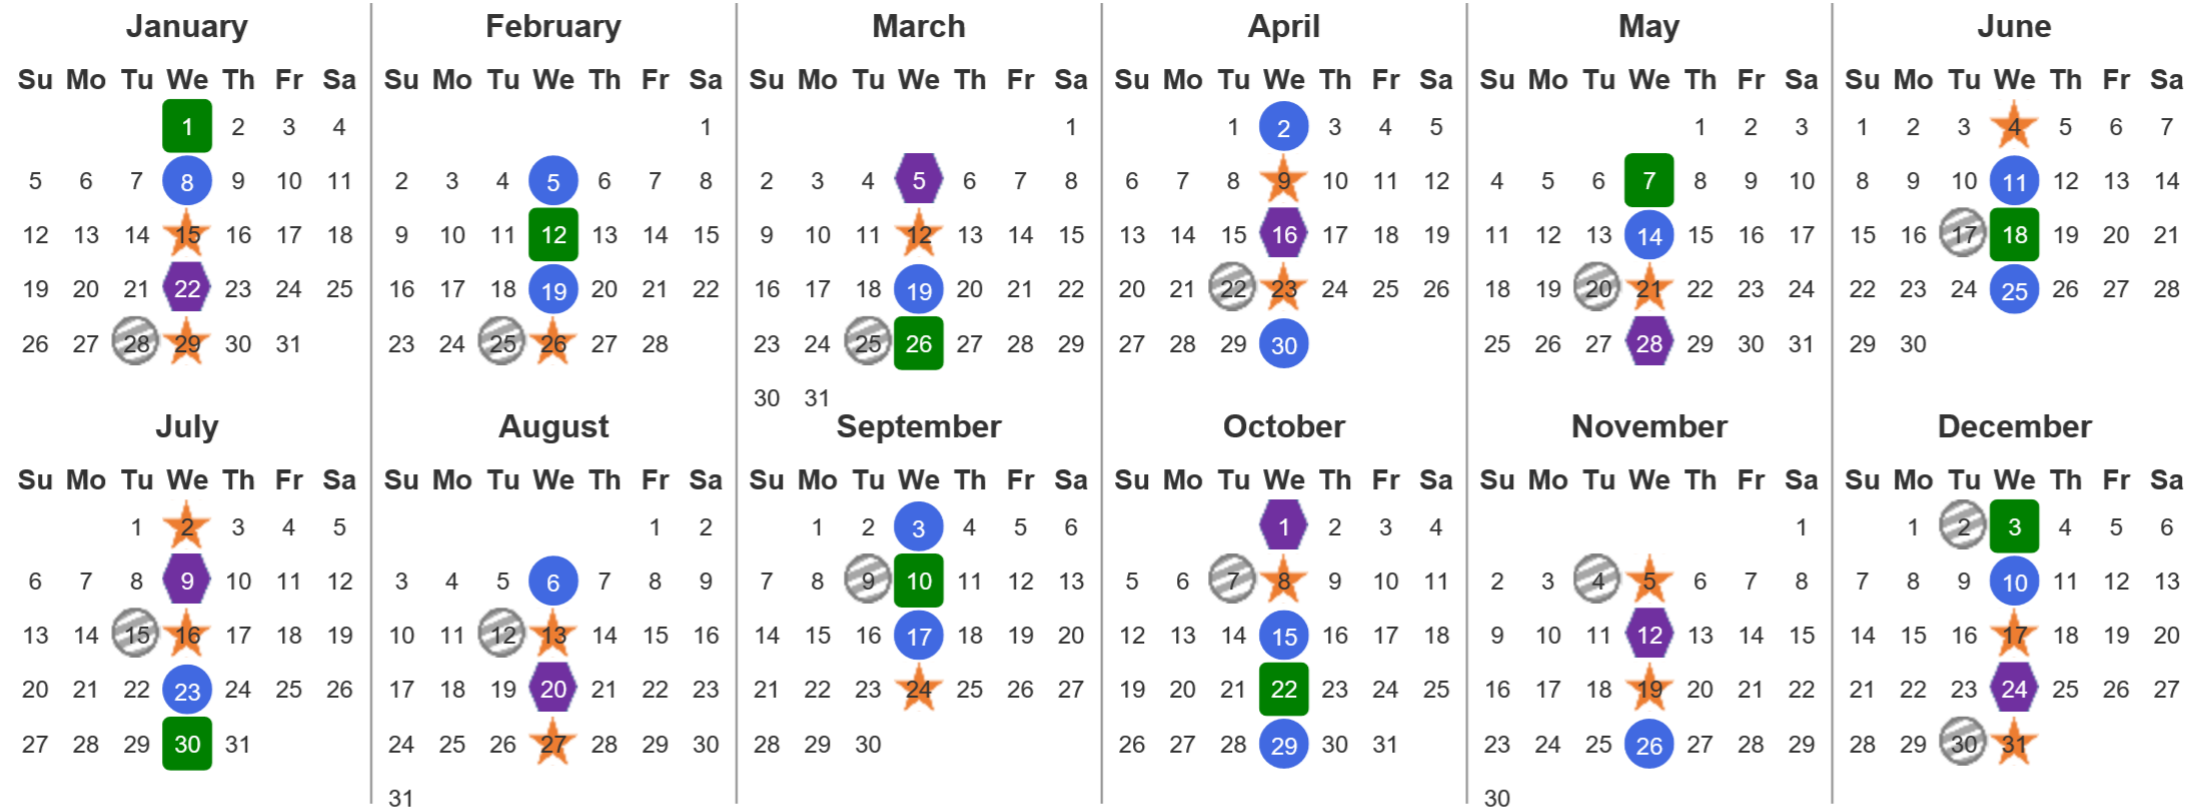 January February March April May June
Su Mo Tu We Th Fr Sa Su Mo Tu We Th Fr Sa Su Mo Tu We Th Fr Sa Su Mo Tu We Th Fr Sa Su Mo Tu We Th Fr Sa Su Mo Tu We Th Fr Sa
1 2 3 4 1 1 1 2 3 4 5 1 2 3 1 2 3 4 5 6 7
5 6 7 8 9 10 11 2 3 4 5 6 7 8 2 3 4 5 6 7 8 6 7 8 9 10 11 12 4 5 6 7 8 9 10 8 9 10 11 12 13 14
12 13 14 15 16 17 18 9 10 11 12 13 14 15 9 10 11 12 13 14 15 13 14 15 16 17 18 19 11 12 13 14 15 16 17 15 16 17 18 19 20 21
19 20 21 22 23 24 25 16 17 18 19 20 21 22 16 17 18 19 20 21 22 20 21 22 23 24 25 26 18 19 20 21 22 23 24 22 23 24 25 26 27 28
26 27 28 29 30 31 23 24 25 26 27 28 23 24 25 26 27 28 29 27 28 29 30 25 26 27 28 29 30 31 29 30
30 31
July August September October November December
Su Mo Tu We Th Fr Sa Su Mo Tu We Th Fr Sa Su Mo Tu We Th Fr Sa Su Mo Tu We Th Fr Sa Su Mo Tu We Th Fr Sa Su Mo Tu We Th Fr Sa
1 2 3 4 5 1 2 1 2 3 4 5 6 1 2 3 4 1 1 2 3 4 5 6
6 7 8 9 10 11 12 3 4 5 6 7 8 9 7 8 9 10 11 12 13 5 6 7 8 9 10 11 2 3 4 5 6 7 8 7 8 9 10 11 12 13
13 14 15 16 17 18 19 10 11 12 13 14 15 16 14 15 16 17 18 19 20 12 13 14 15 16 17 18 9 10 11 12 13 14 15 14 15 16 17 18 19 20
20 21 22 23 24 25 26 17 18 19 20 21 22 23 21 22 23 24 25 26 27 19 20 21 22 23 24 25 16 17 18 19 20 21 22 21 22 23 24 25 26 27
27 28 29 30 31 24 25 26 27 28 29 30 28 29 30 26 27 28 29 30 31 23 24 25 26 27 28 29 28 29 30 31
31 30